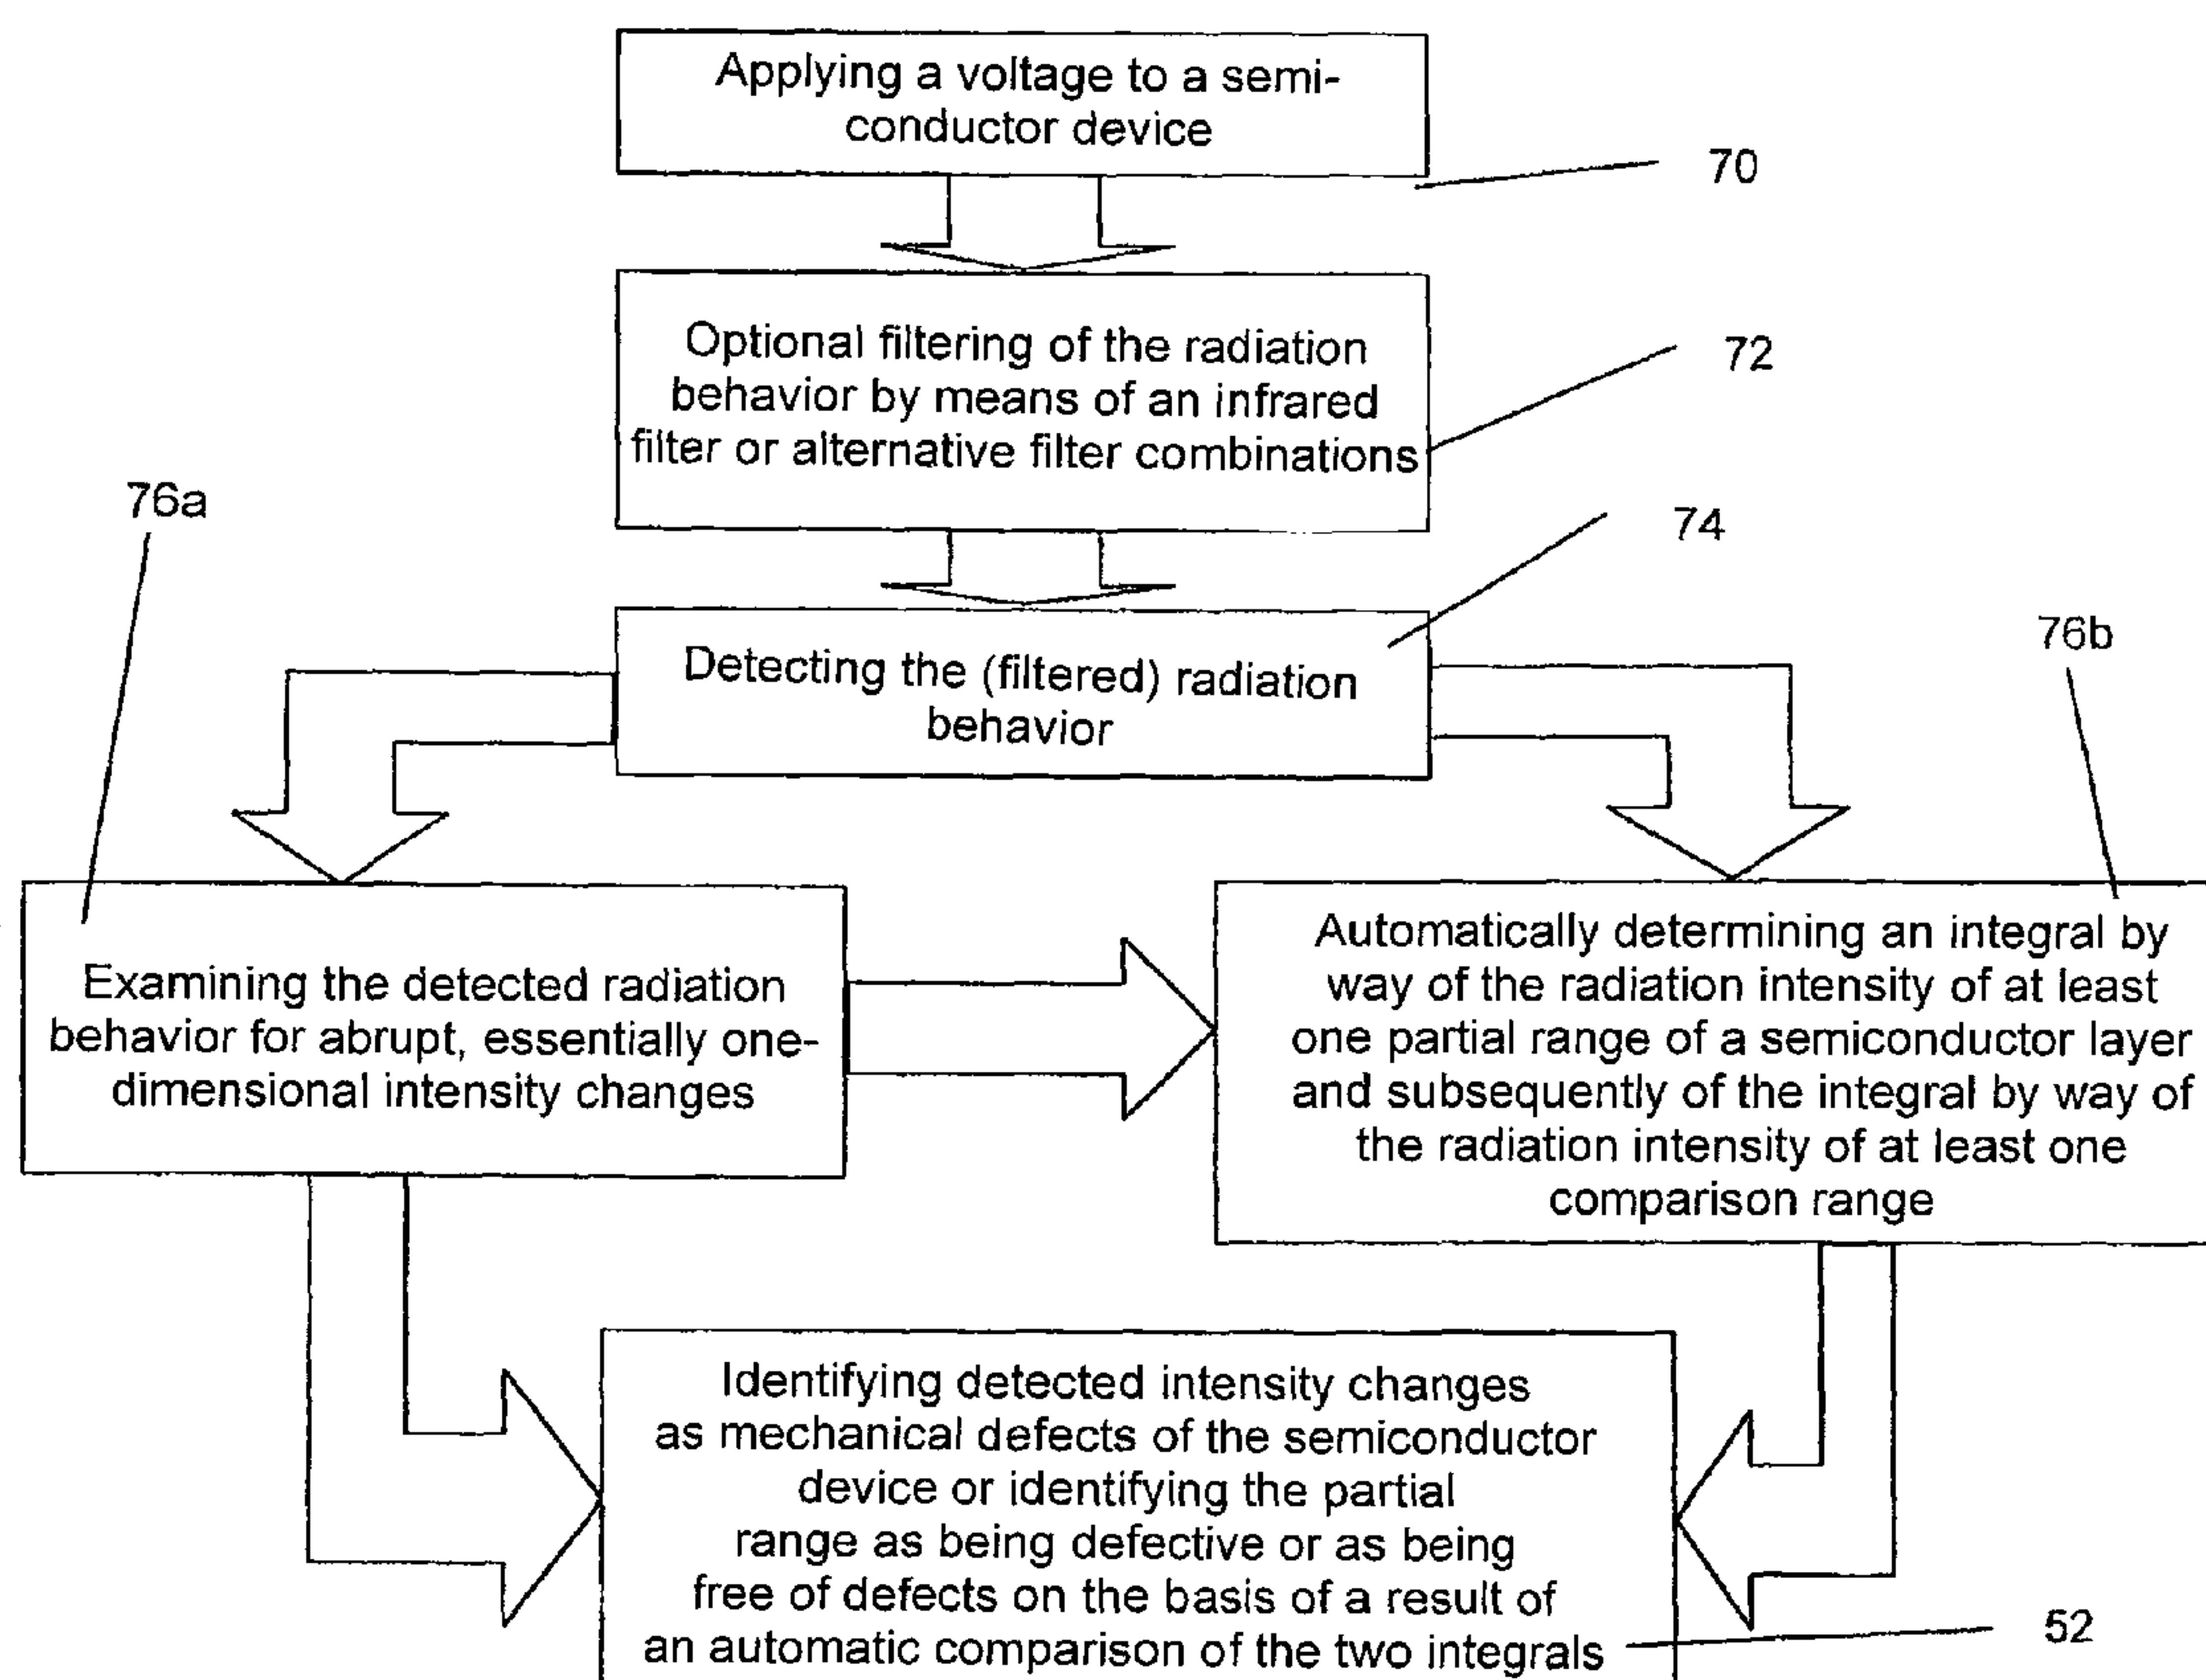 Applying a voltage to a semi-
conductor device
70
Optional filtering of the radiation
behavior by means of an infrared
filter or alternative filter combinations
72
76a
74
Detecting the (filtered) radiation
behavior
76b
Examining the detected radiation
behavior for abrupt, essentially one-
dimensional intensity changes
Automatically determining an integral by
way of the radiation intensity of at least
one partial range of a semiconductor layer
and subsequently of the integral by way of
the radiation intensity of at least one
comparison range
Identifying detected intensity changes
as mechanical defects of the semiconductor
device or identifying the partial
range as being defective or as being
free of defects on the basis of a result of
an automatic comparison of the two integrals
52